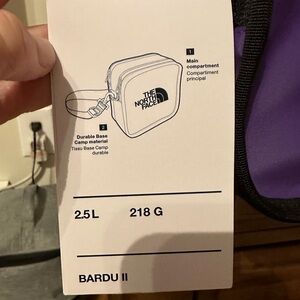 1
Main
compartment
Compartiment
principal
THE
NORTH
FACE
2
Durable Base
Camp material
Tissu Base Camp
durable
2.5 L 218 G
BARDU II